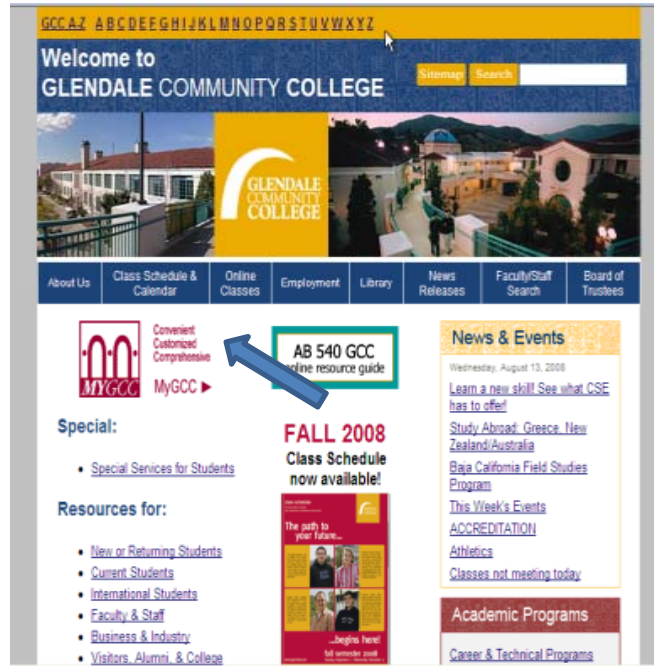 GCC A-Z A B C D E F G H I J K L M N O P Q R S T U V W X Y Z
Welcome to
GLENDALE COMMUNITY COLLEGE
Sitemap Search
GLENDALE
COMMUNITY
COLLEGE
About Us
Class Schedule &
Calendar
Online
Classes
Employment
Library
News
Releases
Faculty/Staff
Search
Board of
Trustees
MYGCC
Convenient
Customized
Comprehensive
MyGCC ▶
Special:
• Special Services for Students
Resources for:
• New or Returning Students
• Current Students
• International Students
• Faculty & Staff
• Business & Industry
• Visitors, Alumni, & College
AB 540 GCC
online resource guide
FALL 2008
Class Schedule
now available!
class schedule
The path to
your future...
...begins here!
fall semester 2008
News & Events
Wednesday, August 13, 2008
Learn a new skill! See what CSE
has to offer!
Study Abroad: Greece, New
Zealand/Australia
Baja California Field Studies
Program
This Week's Events
ACCREDITATION
Athletics
Classes not meeting today
Academic Programs
Career & Technical Programs